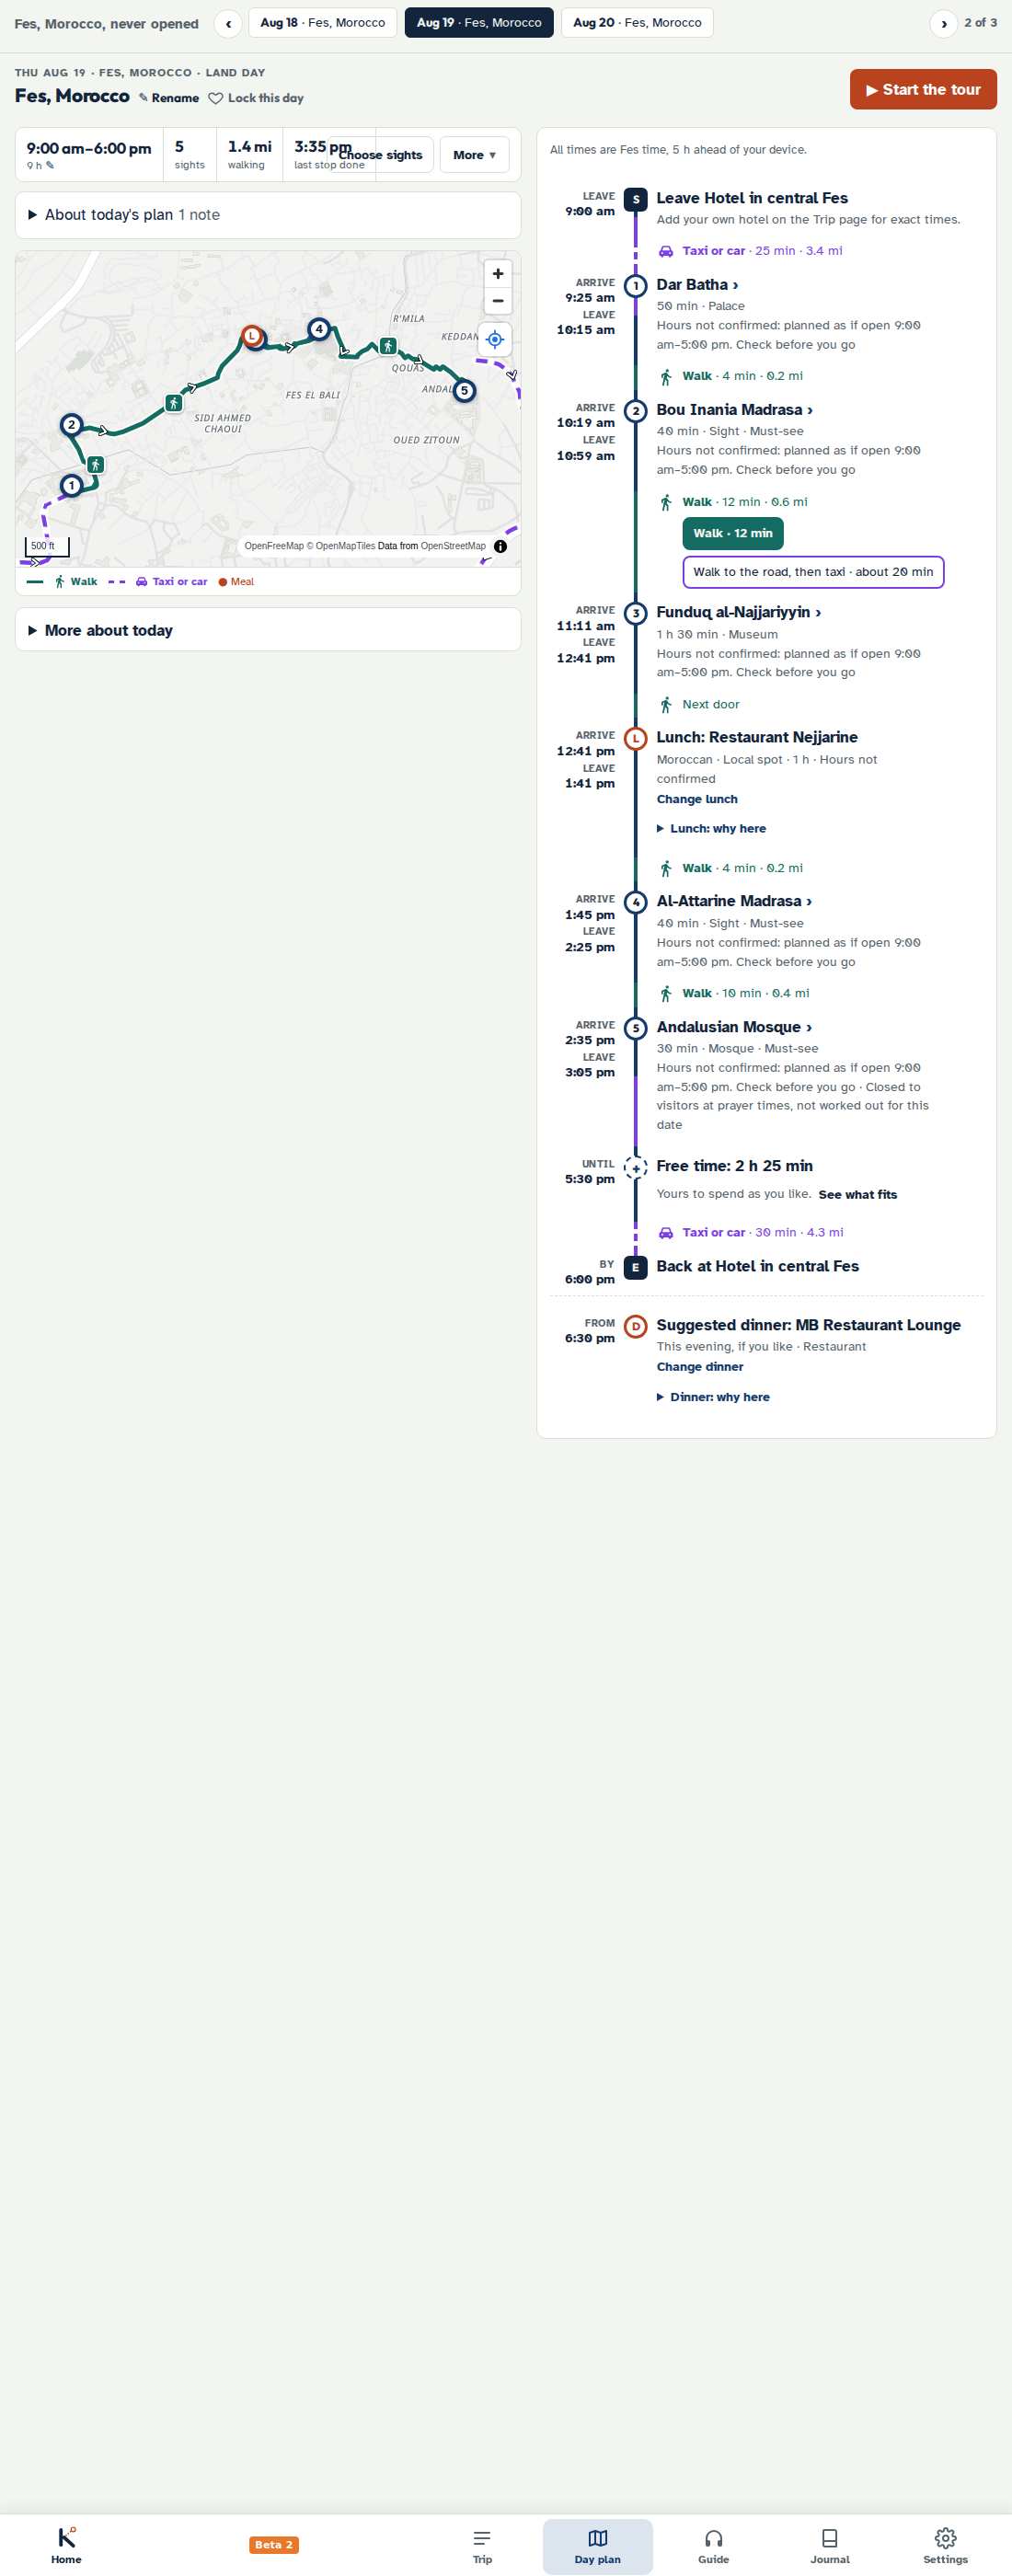 Fes, Morocco, never opened
‹
Aug 18 · Fes, Morocco
Aug 19 · Fes, Morocco
Aug 20 · Fes, Morocco
›
2 of 3
THU AUG 19 · FES, MOROCCO · LAND DAY
Fes, Morocco ✎ Rename Lock this day
▶ Start the tour
9:00 am–6:00 pm
9 h ✎
5
sights
1.4 mi
walking
3:35 pm
last stop done
Choose sights
More ▾
▶ About today's plan 1 note
+
−
R'MILA
KEDDAN
QOUAS
ANDAL
FES EL BALI
SIDI AHMED
CHAOUI
OUED ZITOUN
L
4
5
2
1
500 ft
OpenFreeMap © OpenMapTiles Data from OpenStreetMap
Walk Taxi or car Meal
▶ More about today
All times are Fes time, 5 h ahead of your device.
LEAVE
9:00 am
S
Leave Hotel in central Fes
Add your own hotel on the Trip page for exact times.
Taxi or car · 25 min · 3.4 mi
ARRIVE
9:25 am
LEAVE
10:15 am
1
Dar Batha ›
50 min · Palace
Hours not confirmed: planned as if open 9:00
am–5:00 pm. Check before you go
Walk · 4 min · 0.2 mi
ARRIVE
10:19 am
LEAVE
10:59 am
2
Bou Inania Madrasa ›
40 min · Sight · Must-see
Hours not confirmed: planned as if open 9:00
am–5:00 pm. Check before you go
Walk · 12 min · 0.6 mi
Walk · 12 min
Walk to the road, then taxi · about 20 min
ARRIVE
11:11 am
LEAVE
12:41 pm
3
Funduq al-Najjariyyin ›
1 h 30 min · Museum
Hours not confirmed: planned as if open 9:00
am–5:00 pm. Check before you go
Next door
ARRIVE
12:41 pm
LEAVE
1:41 pm
L
Lunch: Restaurant Nejjarine
Moroccan · Local spot · 1 h · Hours not
confirmed
Change lunch
▶ Lunch: why here
Walk · 4 min · 0.2 mi
ARRIVE
1:45 pm
LEAVE
2:25 pm
4
Al-Attarine Madrasa ›
40 min · Sight · Must-see
Hours not confirmed: planned as if open 9:00
am–5:00 pm. Check before you go
Walk · 10 min · 0.4 mi
ARRIVE
2:35 pm
LEAVE
3:05 pm
5
Andalusian Mosque ›
30 min · Mosque · Must-see
Hours not confirmed: planned as if open 9:00
am–5:00 pm. Check before you go · Closed to
visitors at prayer times, not worked out for this
date
UNTIL
5:30 pm
+
Free time: 2 h 25 min
Yours to spend as you like. See what fits
Taxi or car · 30 min · 4.3 mi
BY
6:00 pm
E
Back at Hotel in central Fes
FROM
6:30 pm
D
Suggested dinner: MB Restaurant Lounge
This evening, if you like · Restaurant
Change dinner
▶ Dinner: why here
Home
Beta 2
Trip
Day plan
Guide
Journal
Settings